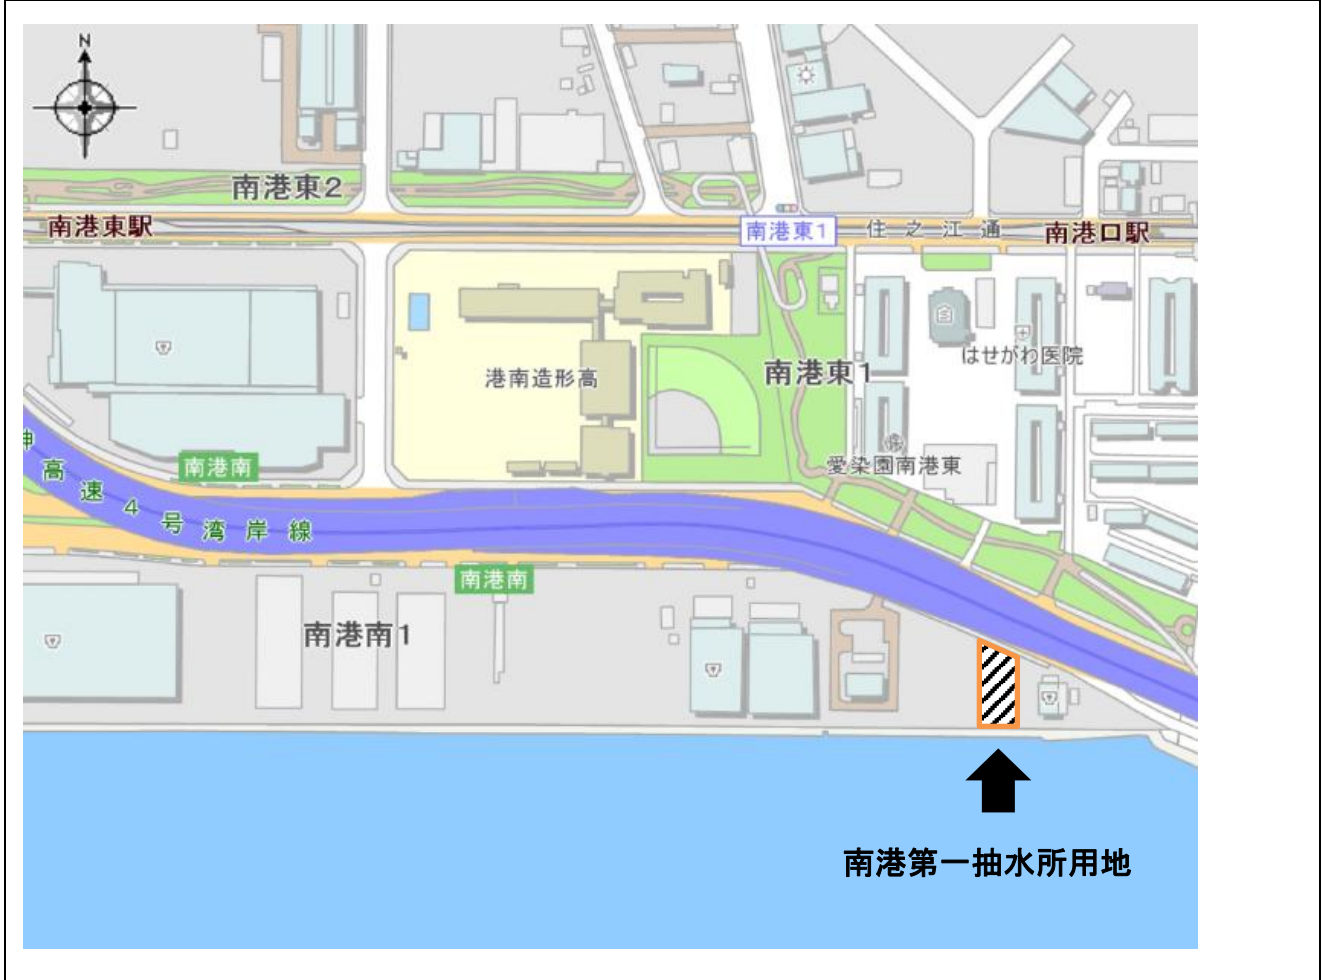 N
南港東2
南港東駅
南港東1
住之江通
南港口駅
はせがわ医院
港南造形高
南港東1
愛染園南港東
南港南
神高速4号湾岸線
南港南
南港南1
南港第一抽水所用地